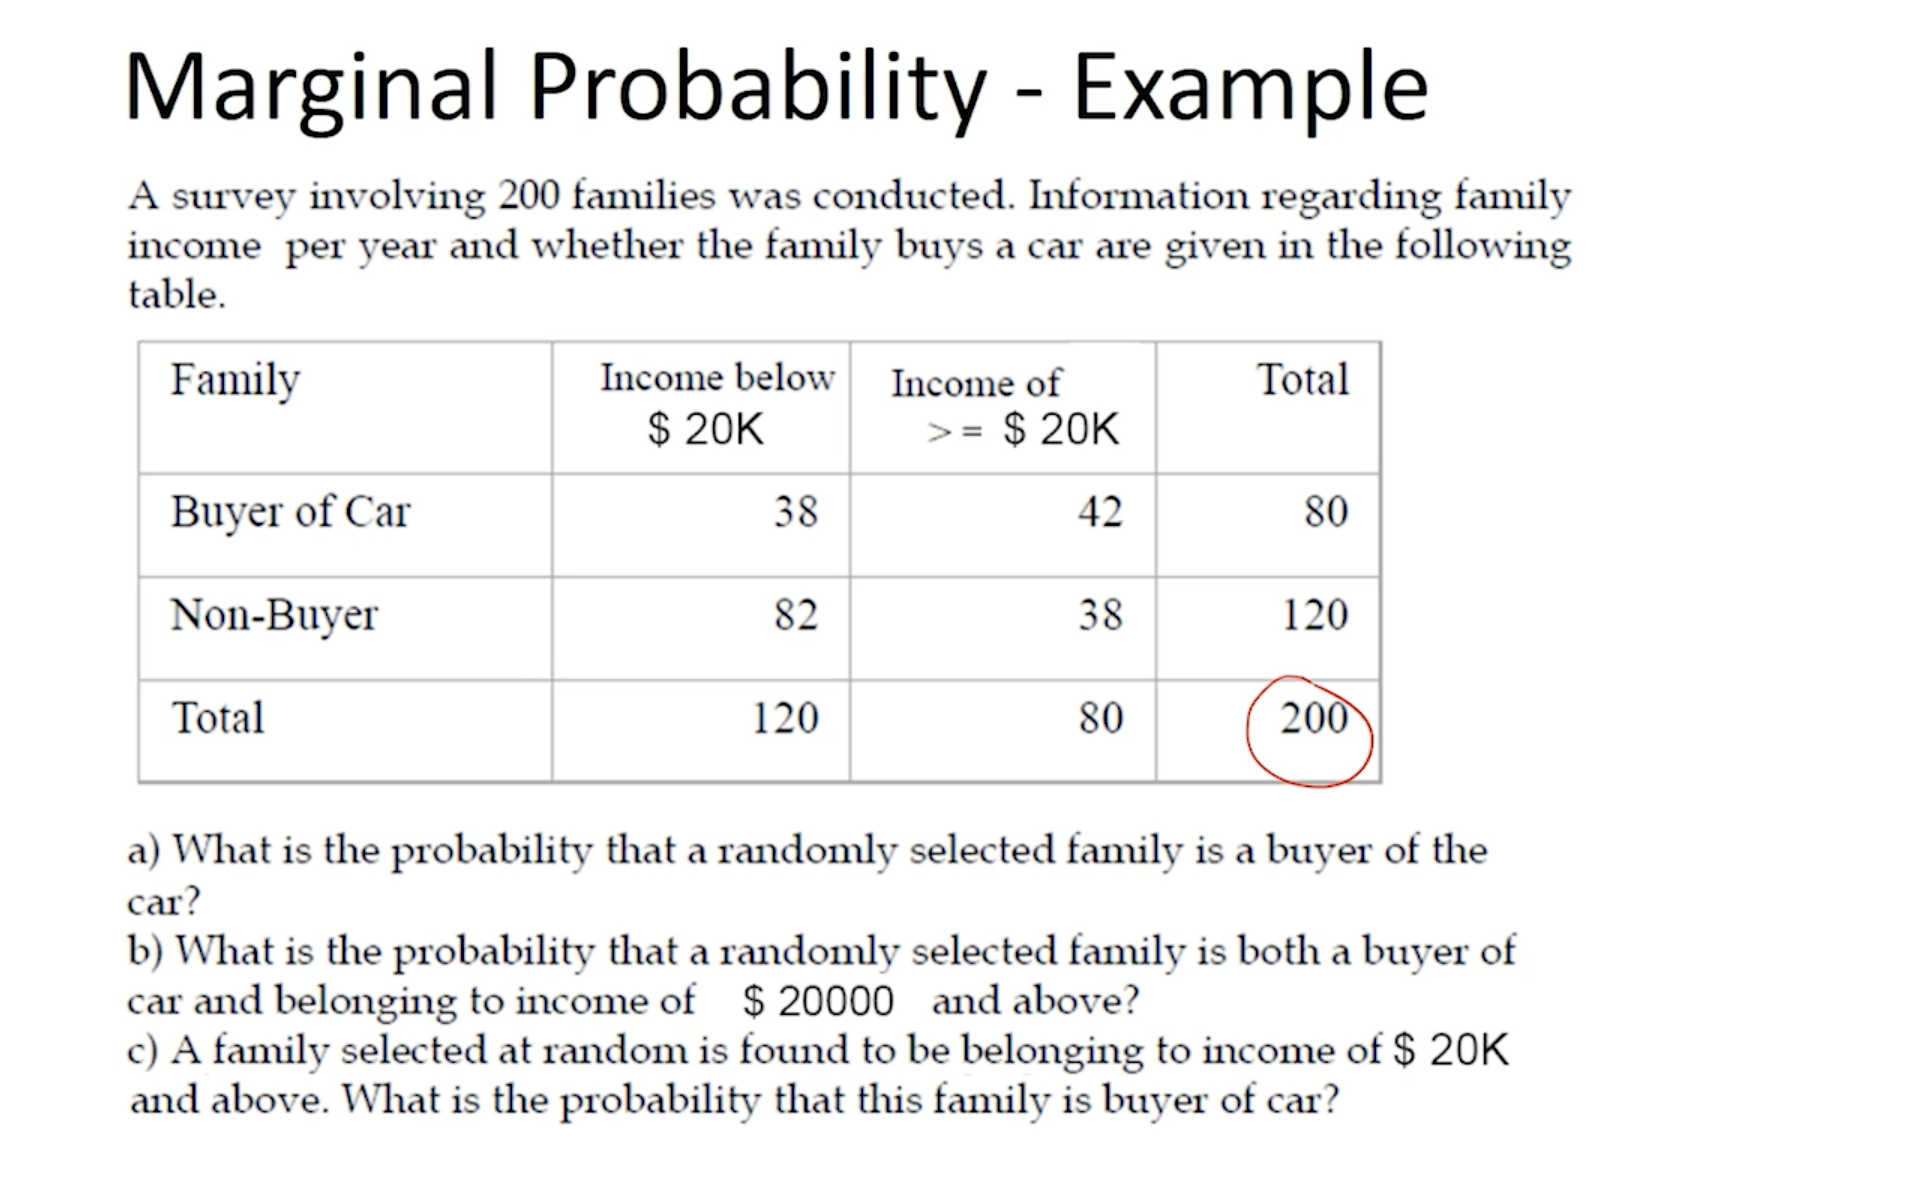 Marginal Probability - Example
A survey involving 200 families was conducted. Information regarding family
income per year and whether the family buys a car are given in the following
table.
Family Income below $ 20K Income of >= $ 20K Total
Buyer of Car 38 42 80
Non-Buyer 82 38 120
Total 120 80 200
a) What is the probability that a randomly selected family is a buyer of the
car?
b) What is the probability that a randomly selected family is both a buyer of
car and belonging to income of $ 20000 and above?
c) A family selected at random is found to be belonging to income of $ 20K
and above. What is the probability that this family is buyer of car?